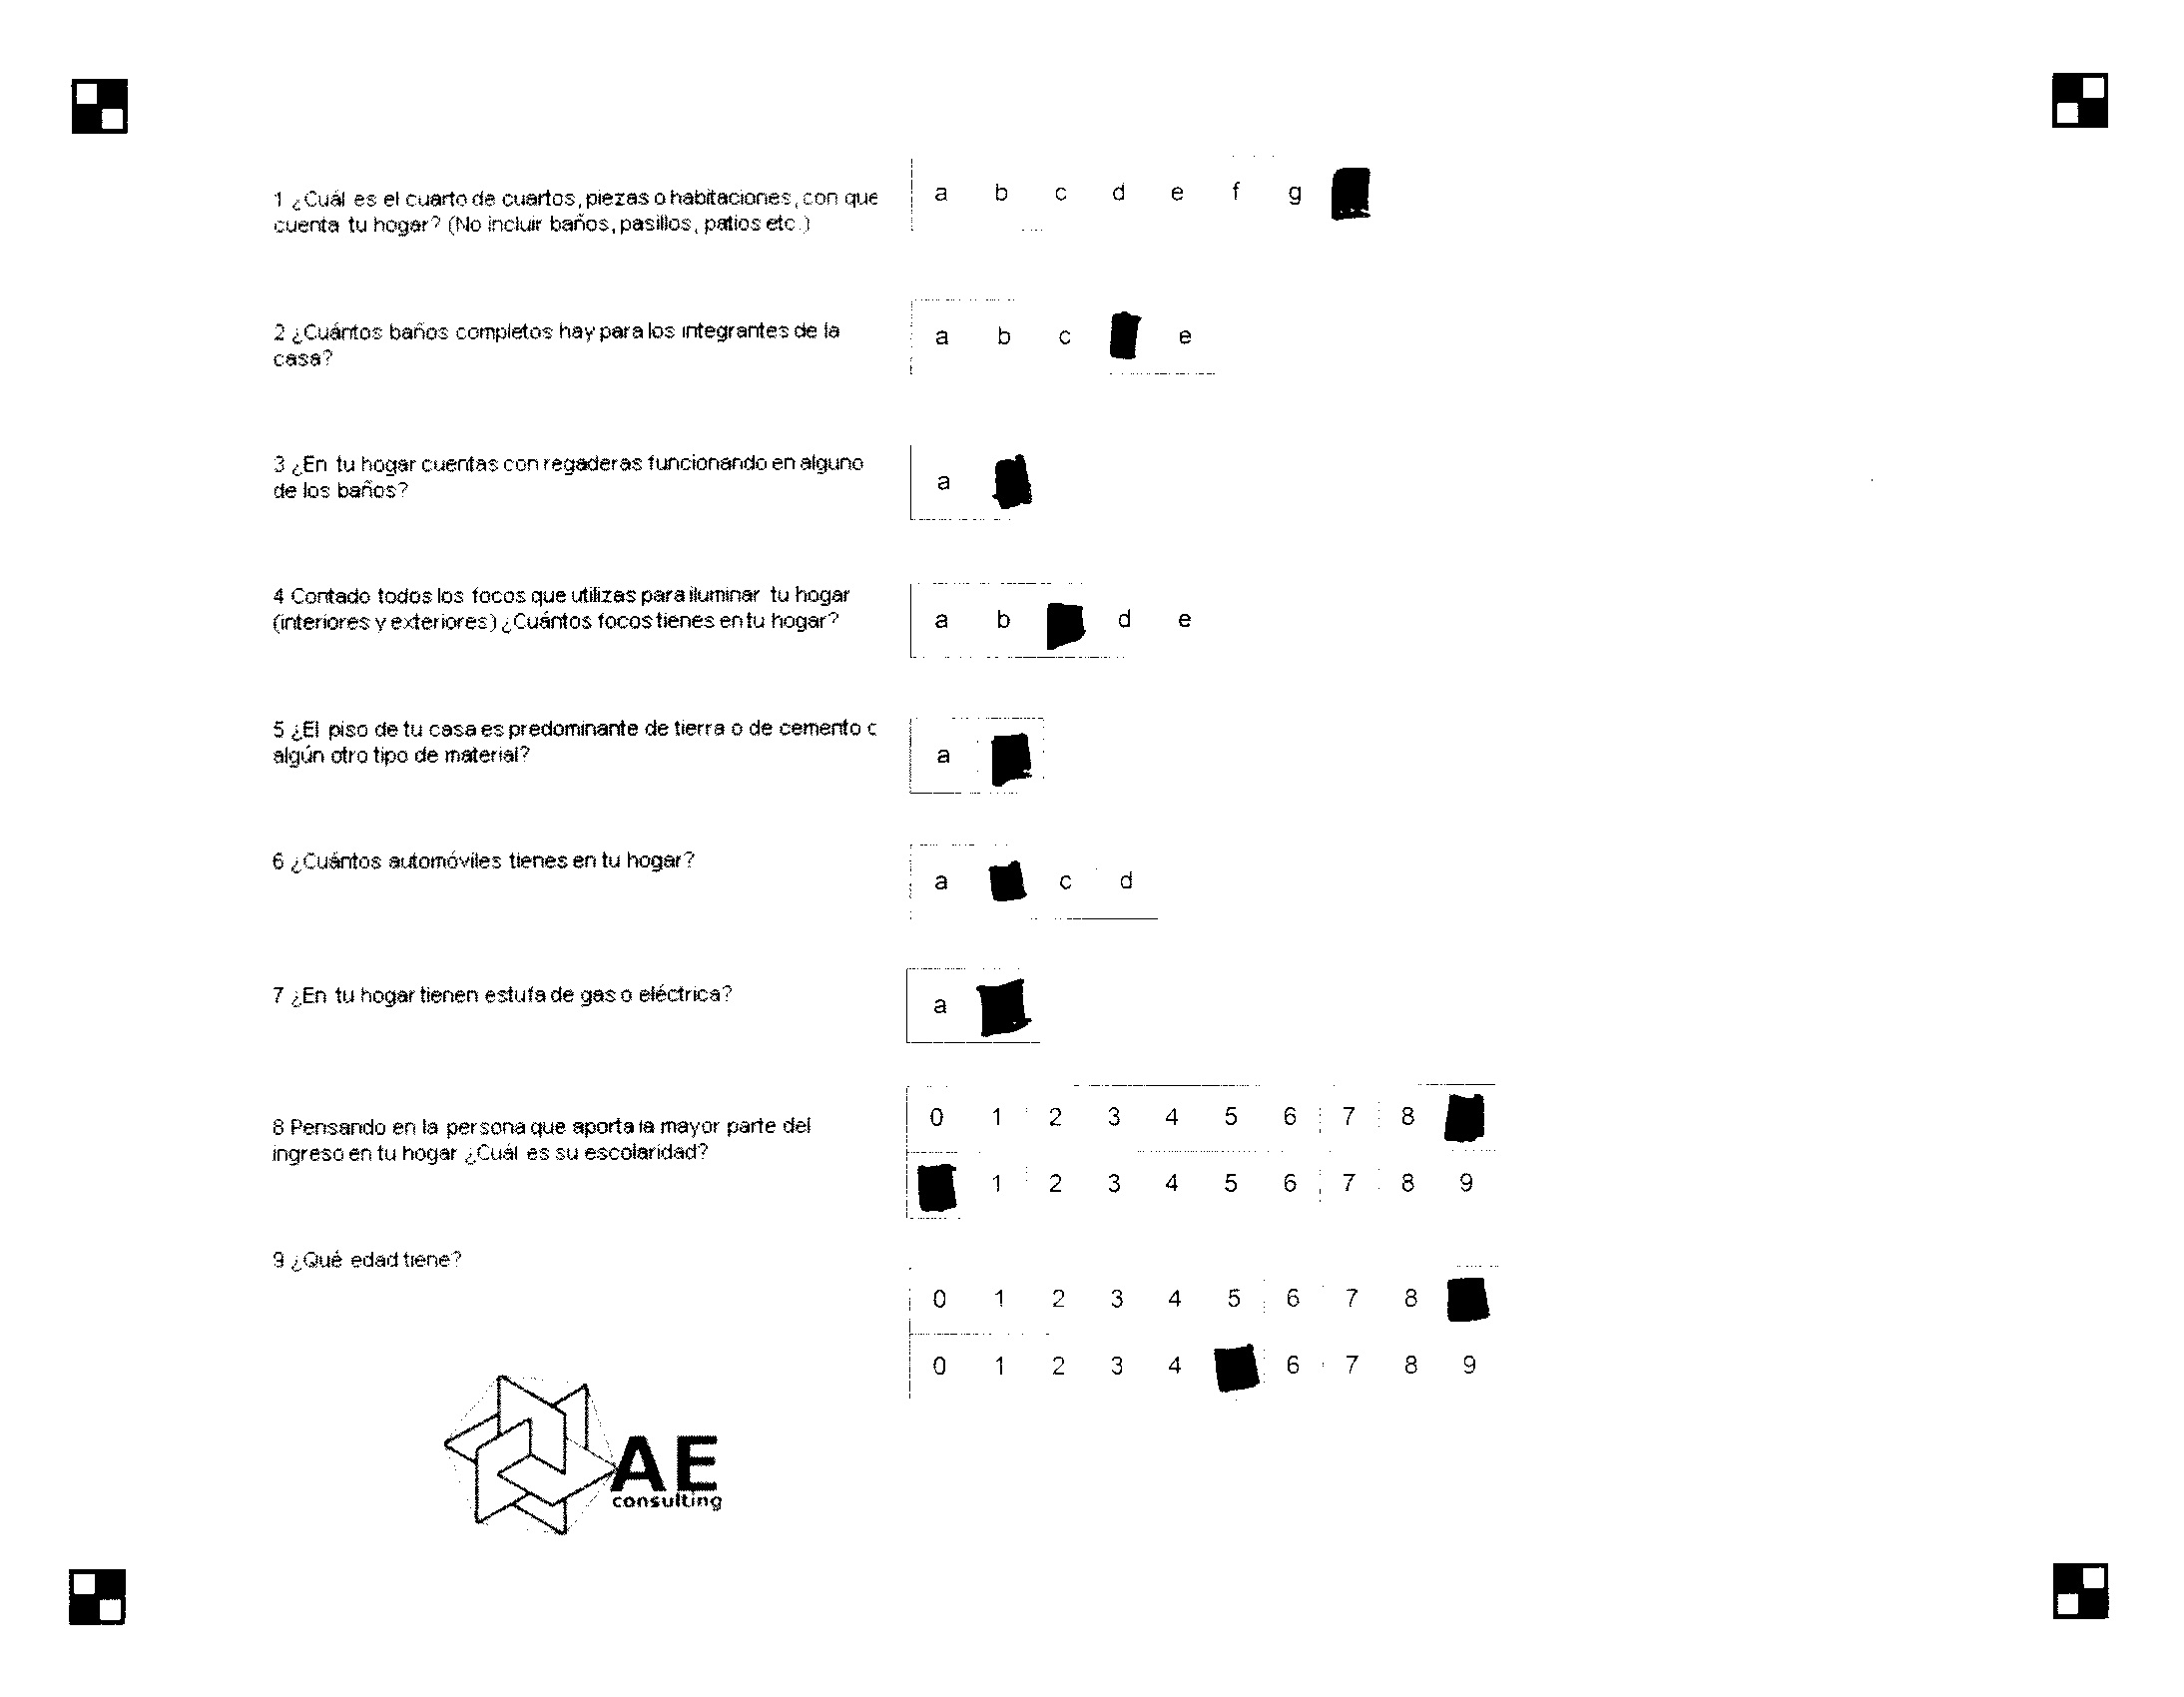 1 ¿Cuál es el cuarto de cuartos, piezas o habitaciones, con que
cuenta tu hogar? (No incluir baños, pasillos, patios etc.)
a b c d e f g
2 ¿Cuántos baños completos hay para los integrantes de la
casa?
a b c e
3 ¿En tu hogar cuentas con regaderas funcionando en alguno
de los baños?
a
4 Contado todos los focos que utilizas para iluminar tu hogar
(interiores y exteriores) ¿Cuántos focos tienes en tu hogar?
a b d e
5 ¿El piso de tu casa es predominante de tierra o de cemento
algún otro tipo de material?
a
6 ¿Cuántos automóviles tienes en tu hogar?
a c d
7 ¿En tu hogar tienen estufa de gas o eléctrica?
a
8 Pensando en la persona que aporta la mayor parte del
ingreso en tu hogar ¿Cuál es su escolaridad?
0 1 2 3 4 5 6 7 8
1 2 3 4 5 6 7 8 9
9 ¿Qué edad tiene?
0 1 2 3 4 5 6 7 8
0 1 2 3 4 6 7 8 9
AE
consulting